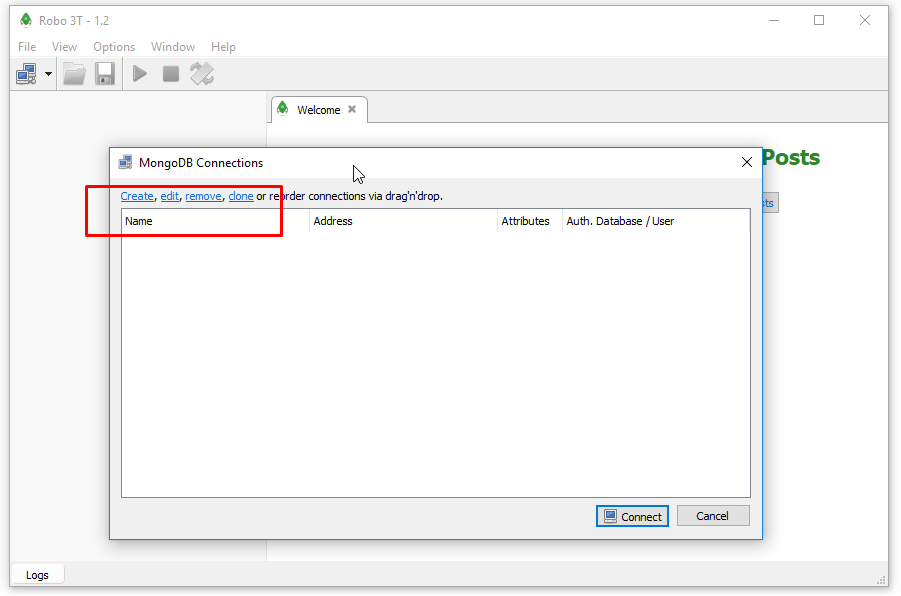 Robo 3T - 1.2
File View Options Window Help
Welcome
Posts
sts
MongoDB Connections
Create, edit, remove, clone or reorder connections via drag'n'drop.
Name Address Attributes Auth. Database / User
Connect Cancel
Logs